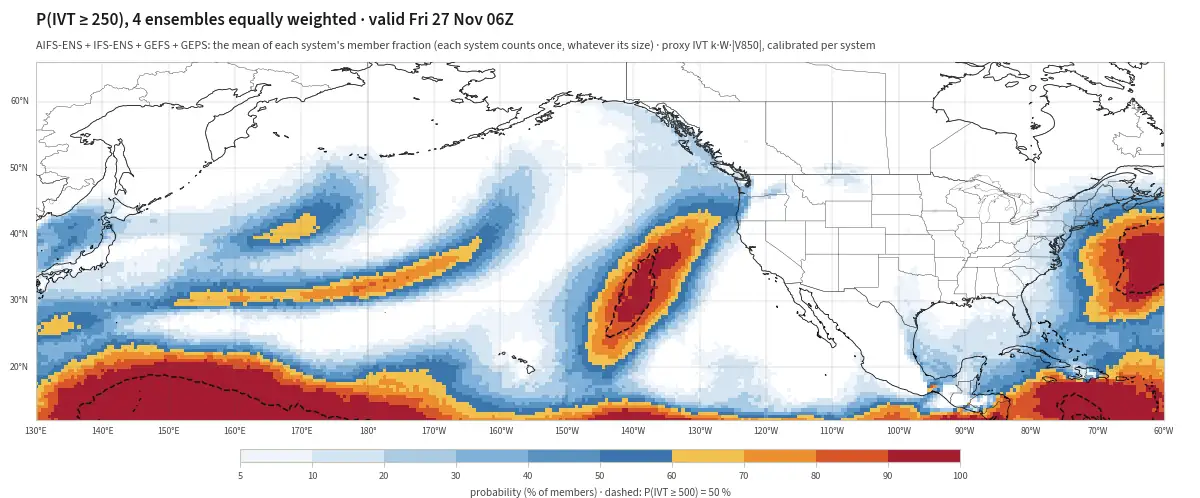 P(IVT ≥ 250), 4 ensembles equally weighted · valid Fri 27 Nov 06Z
AIFS-ENS + IFS-ENS + GEFS + GEPS: the mean of each system's member fraction (each system counts once, whatever its size) · proxy IVT k·W·|V850|, calibrated per system
60°N
50°N
40°N
30°N
20°N
130°E 140°E 150°E 160°E 170°E 180° 170°W 160°W 150°W 140°W 130°W 120°W 110°W 100°W 90°W 80°W 70°W 60°W
5 10 20 30 40 50 60 70 80 90 100
probability (% of members) · dashed: P(IVT ≥ 500) = 50 %